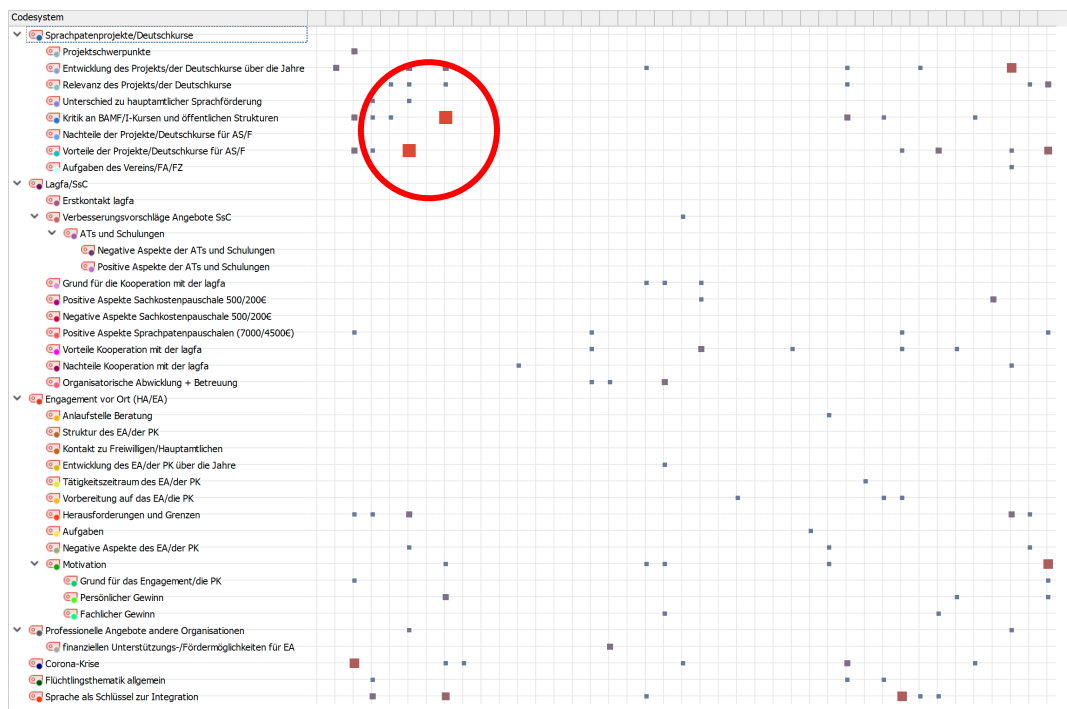 Codesystem
Sprachpatenprojekte/Deutschkurse
Projektschwerpunkte
Entwicklung des Projekts/der Deutschkurse über die Jahre
Relevanz des Projekts/der Deutschkurse
Unterschied zu hauptamtlicher Sprachförderung
Kritik an BAMF/I-Kursen und öffentlichen Strukturen
Nachteile der Projekte/Deutschkurse für AS/F
Vorteile der Projekte/Deutschkurse für AS/F
Aufgaben des Vereins/FA/FZ
Lagfa/SsC
Erstkontakt lagfa
Verbesserungsvorschläge Angebote SsC
ATs und Schulungen
Negative Aspekte der ATs und Schulungen
Positive Aspekte der ATs und Schulungen
Grund für die Kooperation mit der lagfa
Positive Aspekte Sachkostenpauschale 500/200€
Negative Aspekte Sachkostenpauschale 500/200€
Positive Aspekte Sprachpatenpauschalen (7000/4500€)
Vorteile Kooperation mit der lagfa
Nachteile Kooperation mit der lagfa
Organisatorische Abwicklung + Betreuung
Engagement vor Ort (HA/EA)
Anlaufstelle Beratung
Struktur des EA/der PK
Kontakt zu Freiwilligen/Hauptamtlichen
Entwicklung des EA/der PK über die Jahre
Tätigkeitszeitraum des EA/der PK
Vorbereitung auf das EA/die PK
Herausforderungen und Grenzen
Aufgaben
Negative Aspekte des EA/der PK
Motivation
Grund für das Engagement/die PK
Persönlicher Gewinn
Fachlicher Gewinn
Professionelle Angebote andere Organisationen
finanziellen Unterstützungs-/Fördermöglichkeiten für EA
Corona-Krise
Flüchtlingsthematik allgemein
Sprache als Schlüssel zur Integration